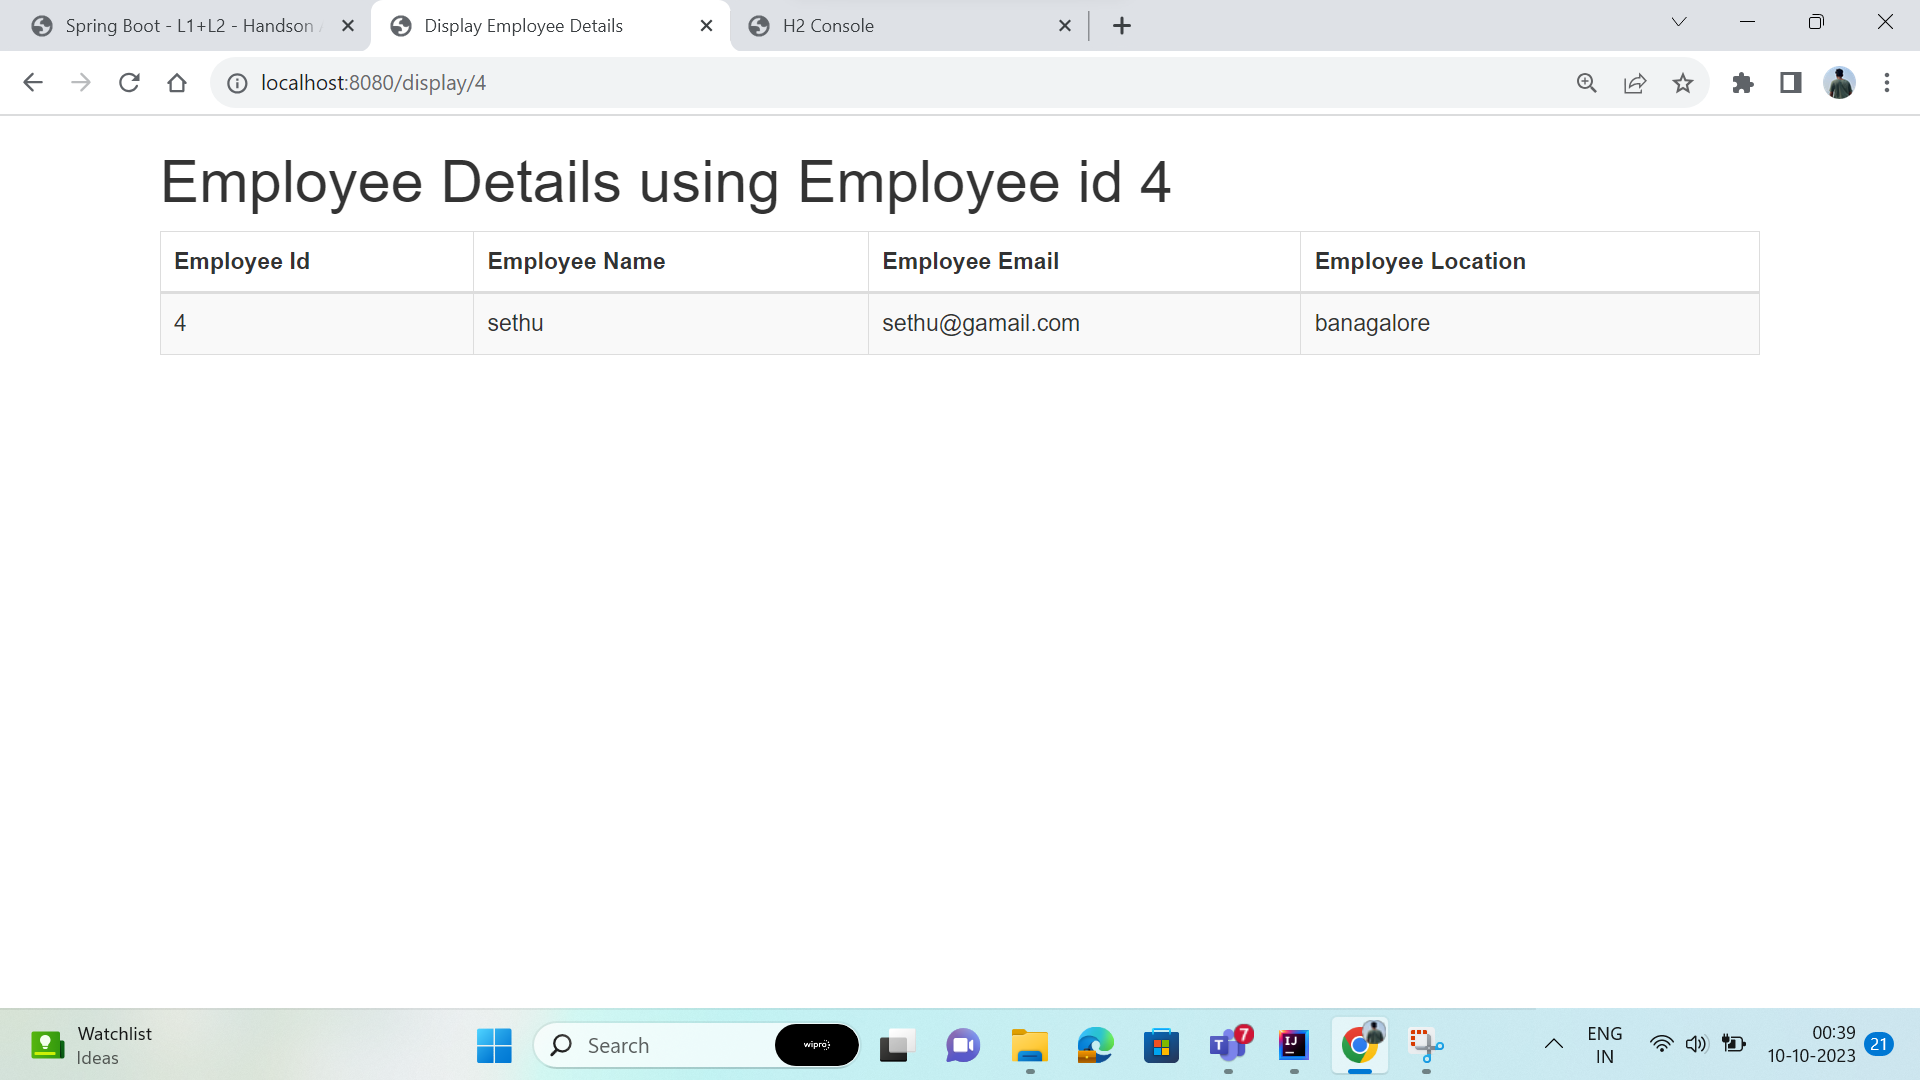 Spring Boot - L1+L2 - Handson
Display Employee Details
H2 Console
localhost:8080/display/4
Employee Details using Employee id 4
Employee Id Employee Name Employee Email Employee Location
4 sethu sethu@gamail.com banagalore
Watchlist
Ideas
Search
wipro
T 7
IJ
ENG
IN
00:39
10-10-2023
21